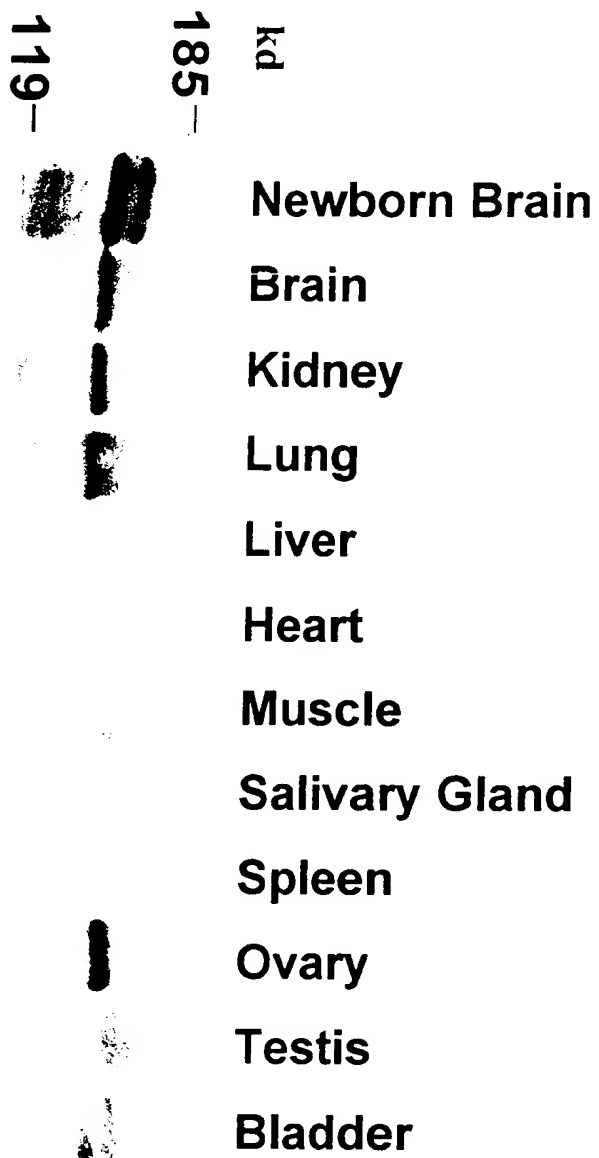 kd
185–
119–
Newborn Brain
Brain
Kidney
Lung
Liver
Heart
Muscle
Salivary Gland
Spleen
Ovary
Testis
Bladder